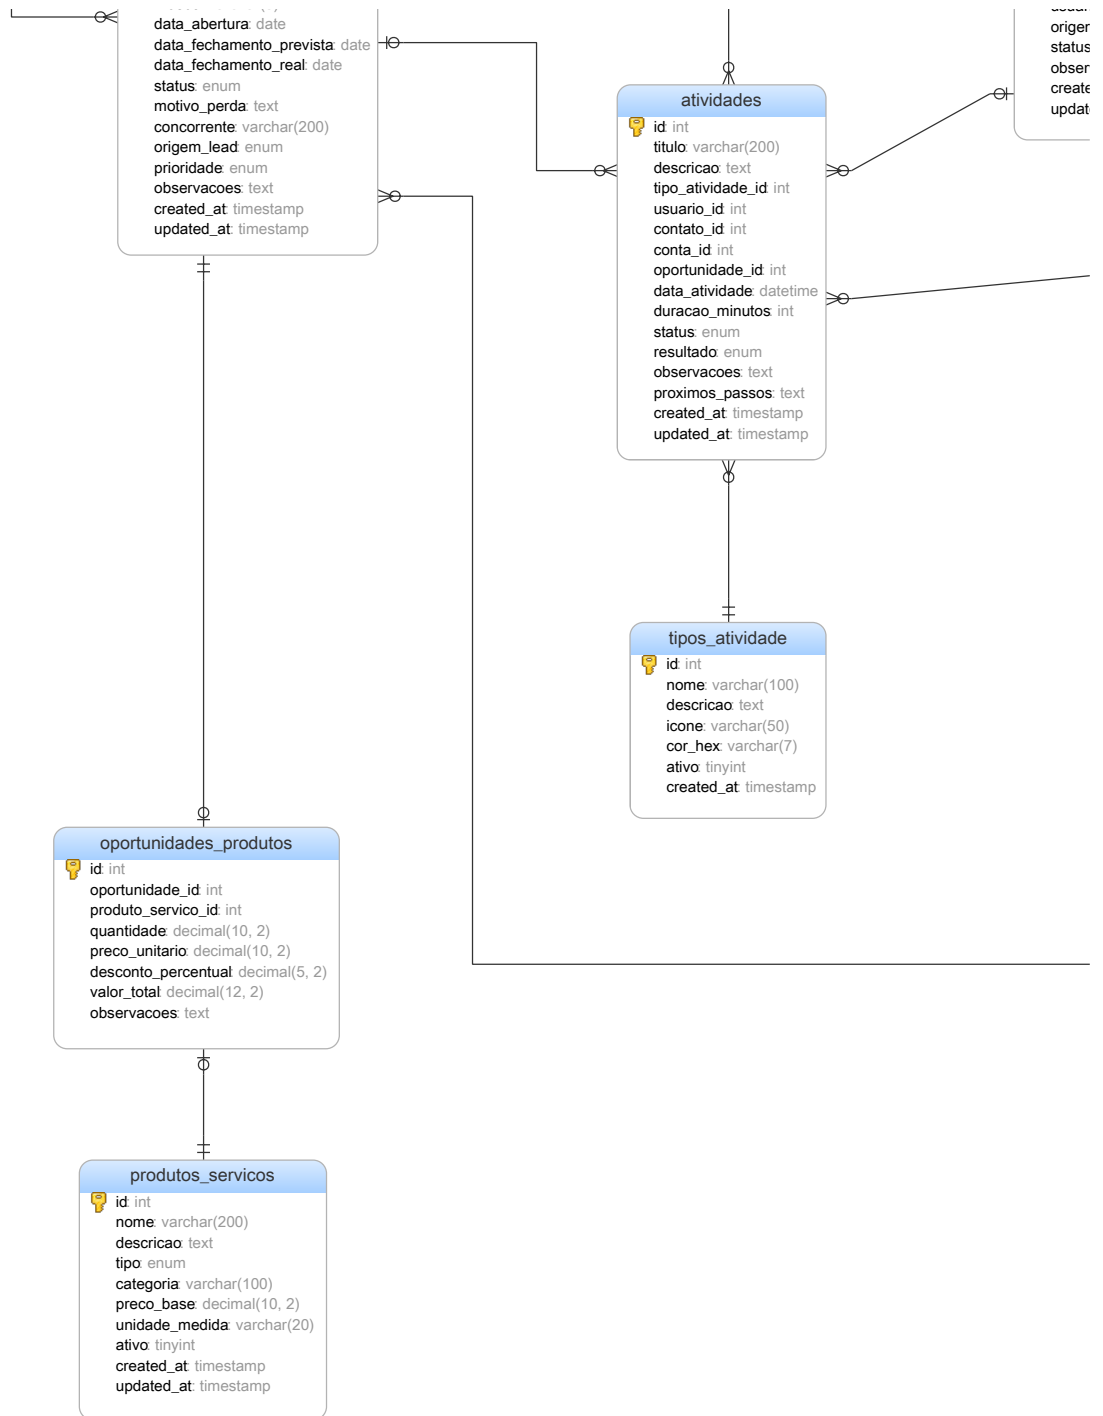 data_abertura: date
data_fechamento_prevista: date
data_fechamento_real: date
status: enum
motivo_perda: text
concorrente: varchar(200)
origem_lead: enum
prioridade: enum
observacoes: text
created_at: timestamp
updated_at: timestamp
atividades
id: int
titulo: varchar(200)
descricao: text
tipo_atividade_id: int
usuario_id: int
contato_id: int
conta_id: int
oportunidade_id: int
data_atividade: datetime
duracao_minutos: int
status: enum
resultado: enum
observacoes: text
proximos_passos: text
created_at: timestamp
updated_at: timestamp
origer
status
obser
create
updat
tipos_atividade
id: int
nome: varchar(100)
descricao: text
icone: varchar(50)
cor_hex: varchar(7)
ativo: tinyint
created_at: timestamp
oportunidades_produtos
id: int
oportunidade_id: int
produto_servico_id: int
quantidade: decimal(10, 2)
preco_unitario: decimal(10, 2)
desconto_percentual: decimal(5, 2)
valor_total: decimal(12, 2)
observacoes: text
produtos_servicos
id: int
nome: varchar(200)
descricao: text
tipo: enum
categoria: varchar(100)
preco_base: decimal(10, 2)
unidade_medida: varchar(20)
ativo: tinyint
created_at: timestamp
updated_at: timestamp